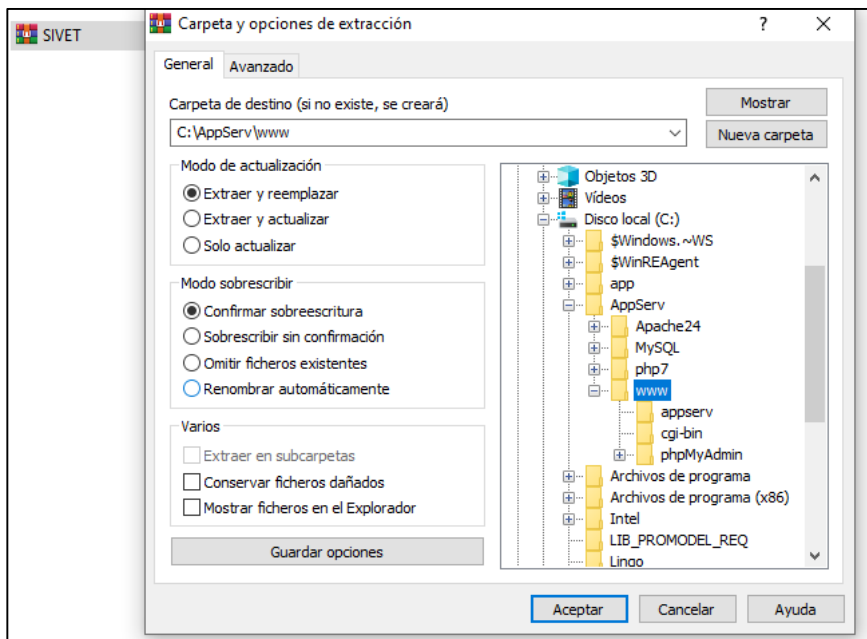 SIVET
Carpeta y opciones de extracción
? X
General Avanzado
Carpeta de destino (si no existe, se creará)
C:\AppServ\www
Mostrar
Nueva carpeta
Modo de actualización
Extraer y reemplazar
Extraer y actualizar
Solo actualizar
Modo sobrescribir
Confirmar sobreescritura
Sobrescribir sin confirmación
Omitir ficheros existentes
Renombrar automáticamente
Varios
Extraer en subcarpetas
Conservar ficheros dañados
Mostrar ficheros en el Explorador
Guardar opciones
Objetos 3D
Vídeos
Disco local (C:)
$Windows.~WS
$WinREAgent
app
AppServ
Apache24
MySQL
php7
www
appserv
cgi-bin
phpMyAdmin
Archivos de programa
Archivos de programa (x86)
Intel
LIB_PROMODEL_REQ
Lingo
Aceptar Cancelar Ayuda